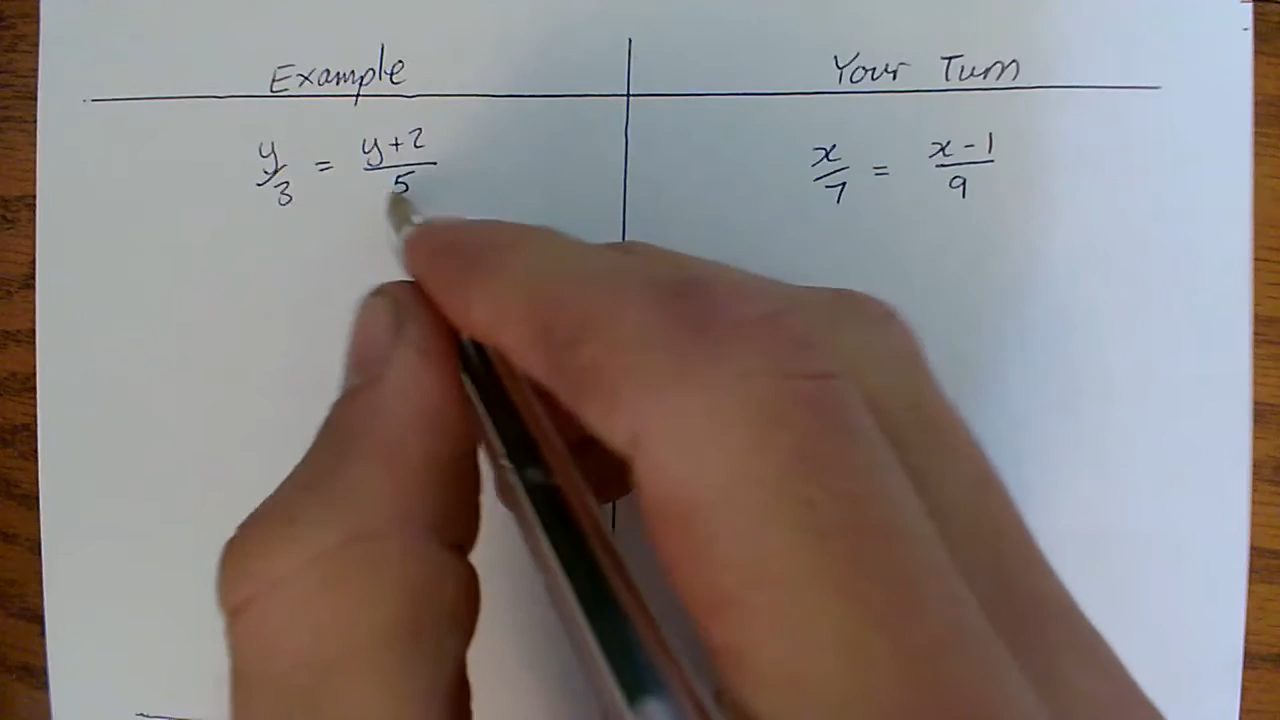 Example
Your Turn
y/3 = y+2/5
x/7 = x-1/9